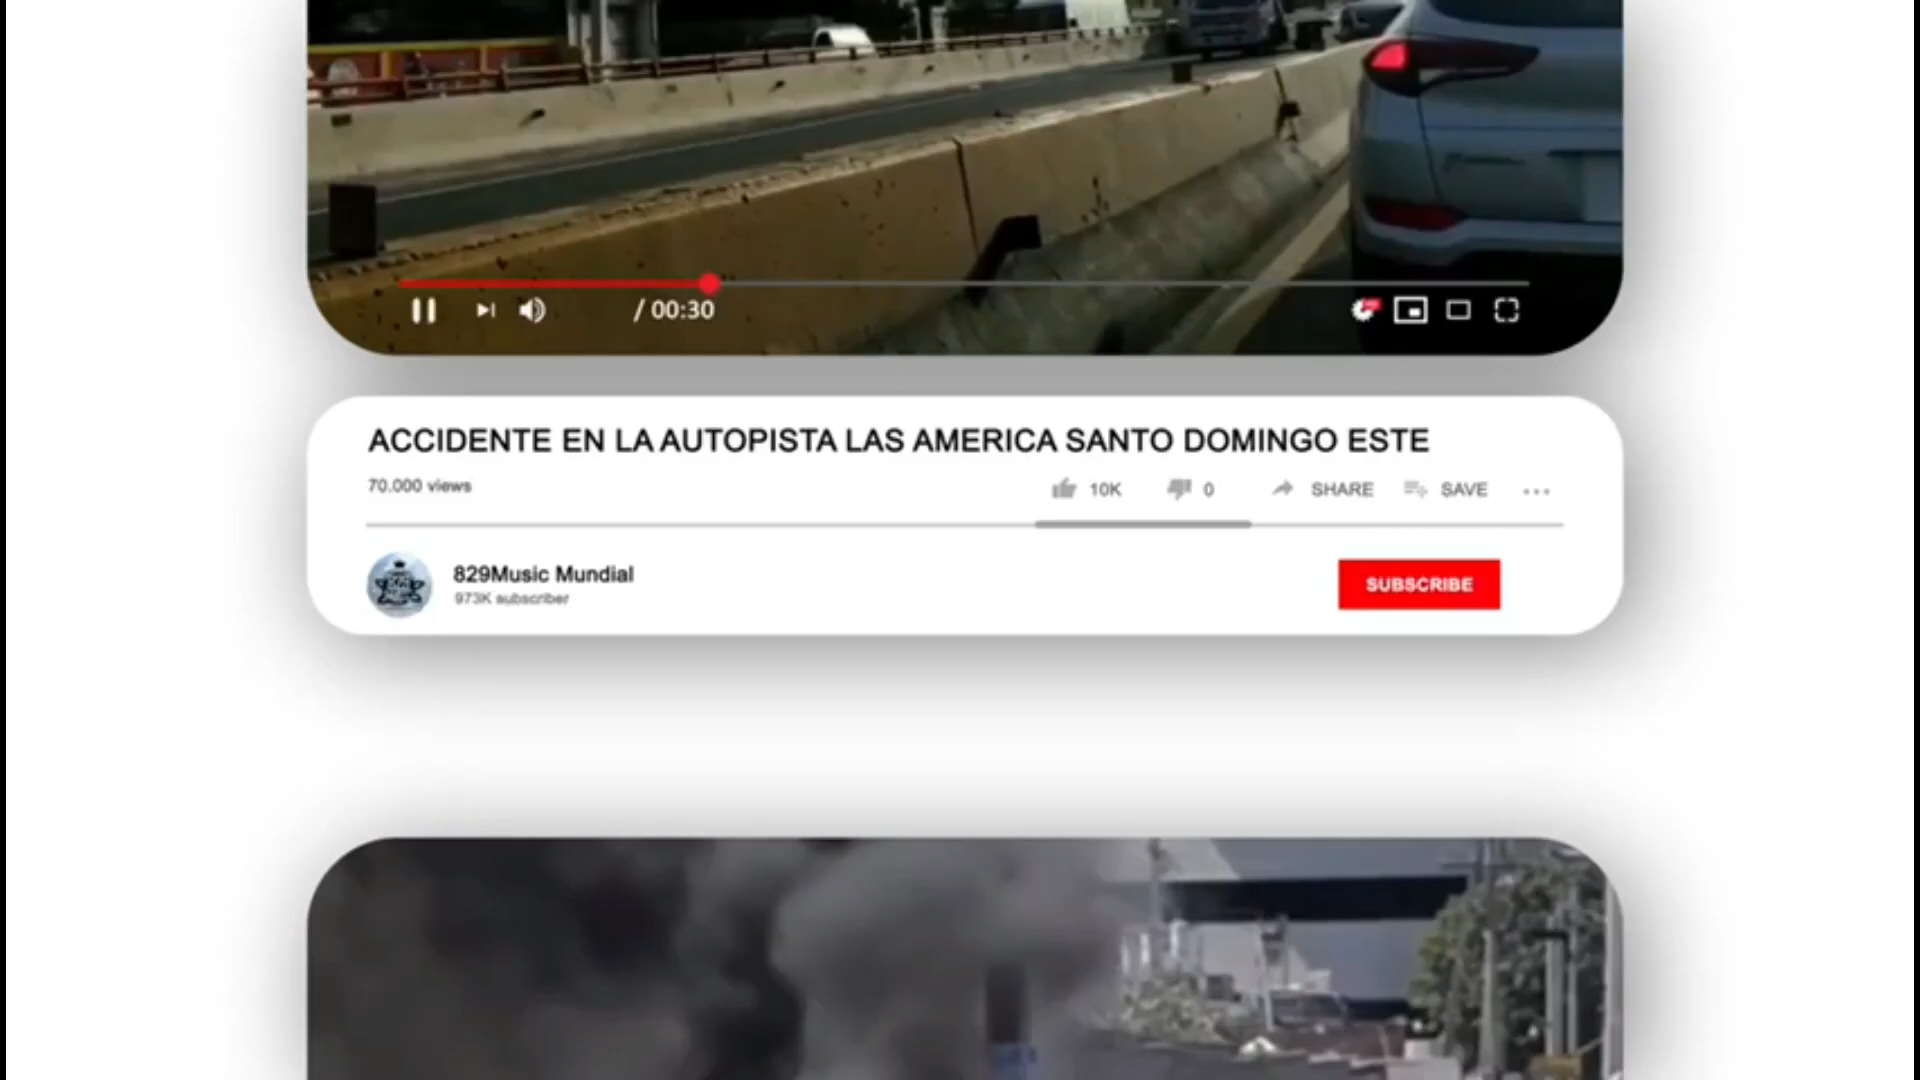 / 00:30
ACCIDENTE EN LA AUTOPISTA LAS AMERICA SANTO DOMINGO ESTE
70.000 views
10K 0 SHARE SAVE
829Music Mundial
973K subscriber
SUBSCRIBE